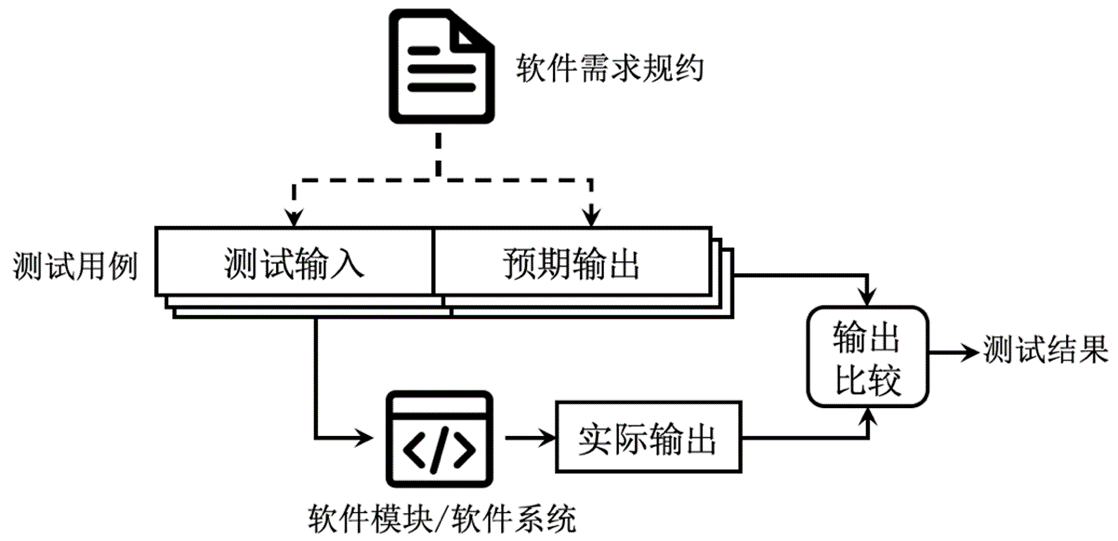 软件需求规约
测试用例
测试输入
预期输出
输出
比较
测试结果
</>
实际输出
软件模块/软件系统